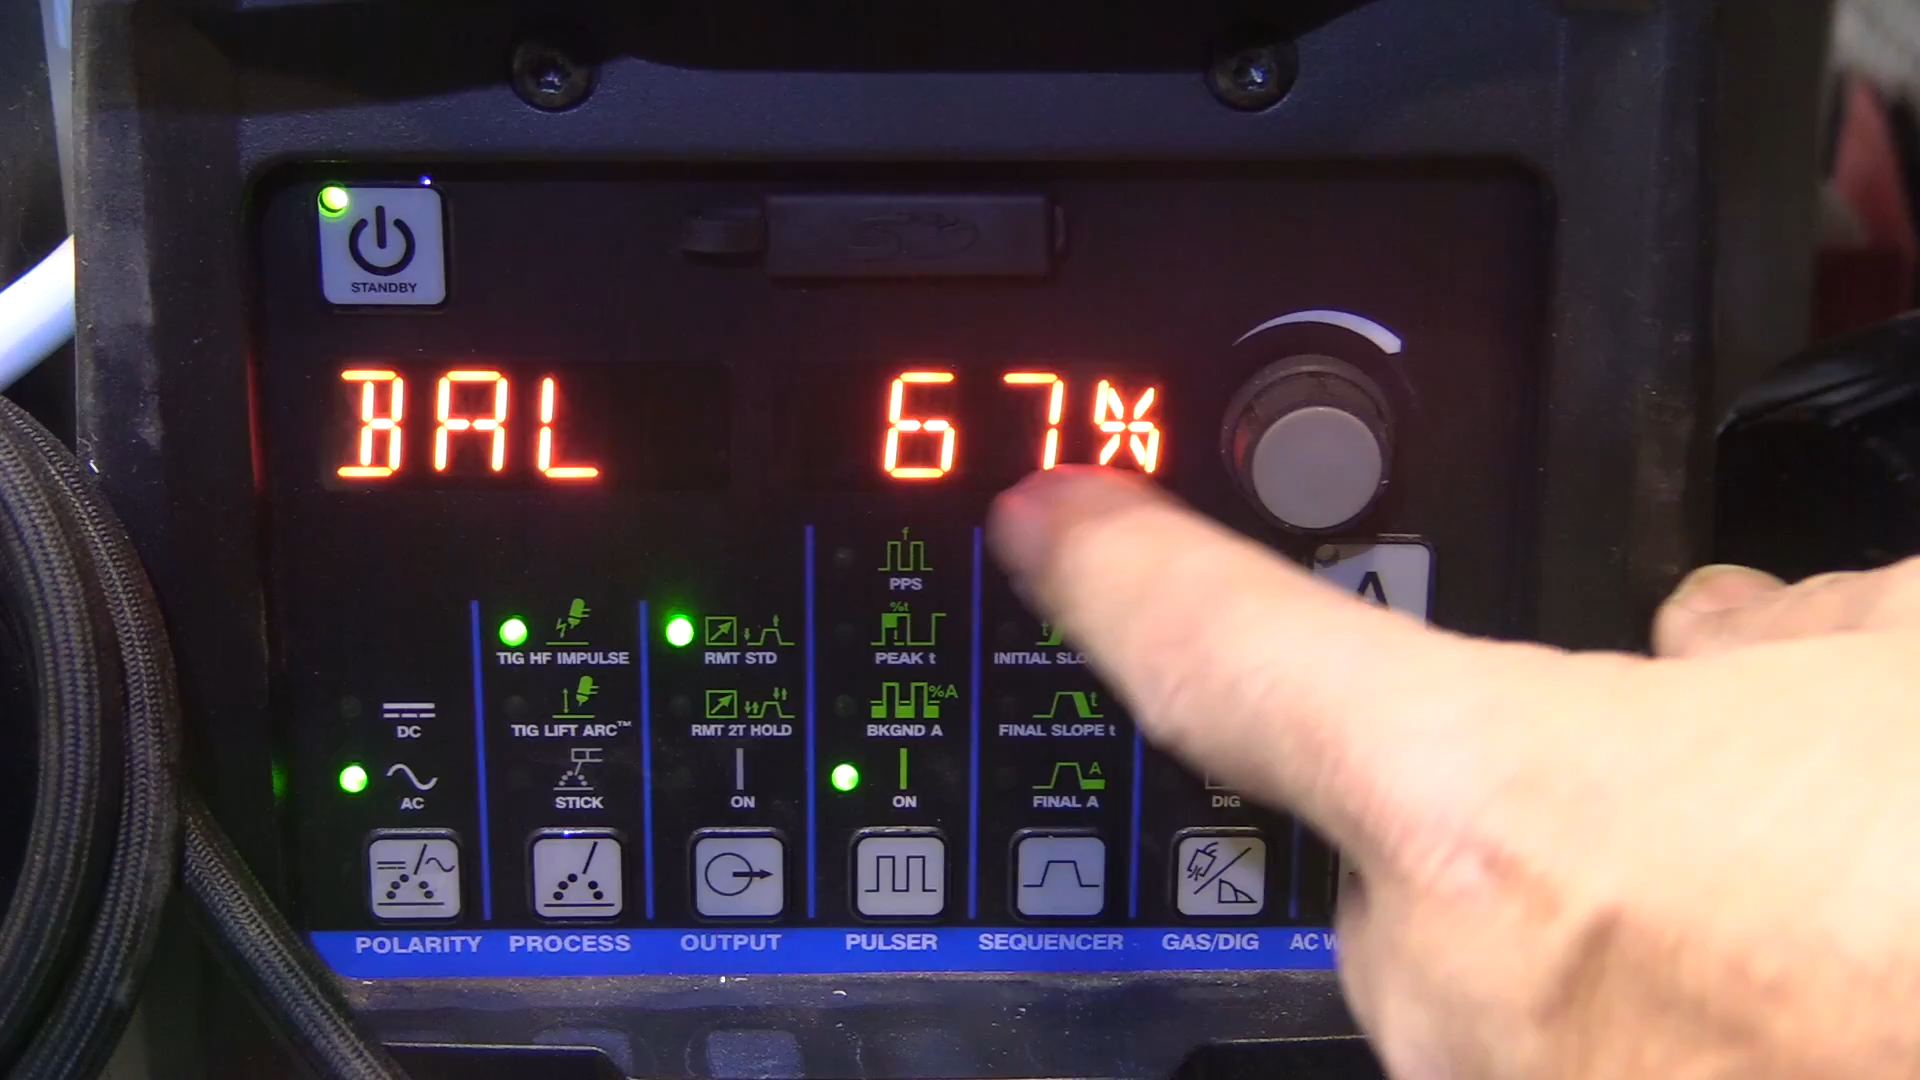 STANDBY
BAL 67%
PPS
%t
TIG HF IMPULSE
RMT STD
PEAK t
INITIAL
DC
TIG LIFT ARC™
RMT 2T HOLD
%A
BKGND A
t
FINAL SLOPE t
AC
STICK
ON
ON
A
FINAL A
DIG
POLARITY PROCESS OUTPUT PULSER SEQUENCER GAS/DIG AC